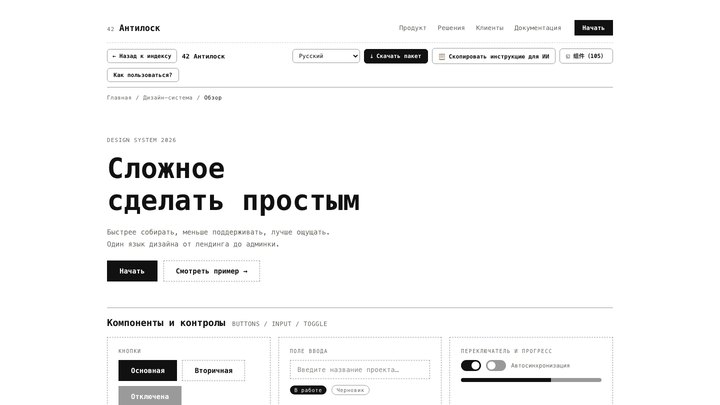 42 Антилоск
Продукт Решения Клиенты Документация Начать
← Назад к индексу 42 Антилоск Русский ↓ Скачать пакет 📋 Скопировать инструкцию для ИИ 组件 (105)
Как пользоваться?
Главная / Дизайн-система / Обзор
DESIGN SYSTEM 2026
Сложное
сделать простым
Быстрее собирать, меньше поддерживать, лучше ощущать.
Один язык дизайна от лендинга до админки.
Начать Смотреть пример →
Компоненты и контролы BUTTONS / INPUT / TOGGLE
КНОПКИ
Основная Вторичная
Отключена
ПОЛЕ ВВОДА
Введите название проекта…
В работе Черновик
ПЕРЕКЛЮЧАТЕЛЬ И ПРОГРЕСС
Автосинхронизация